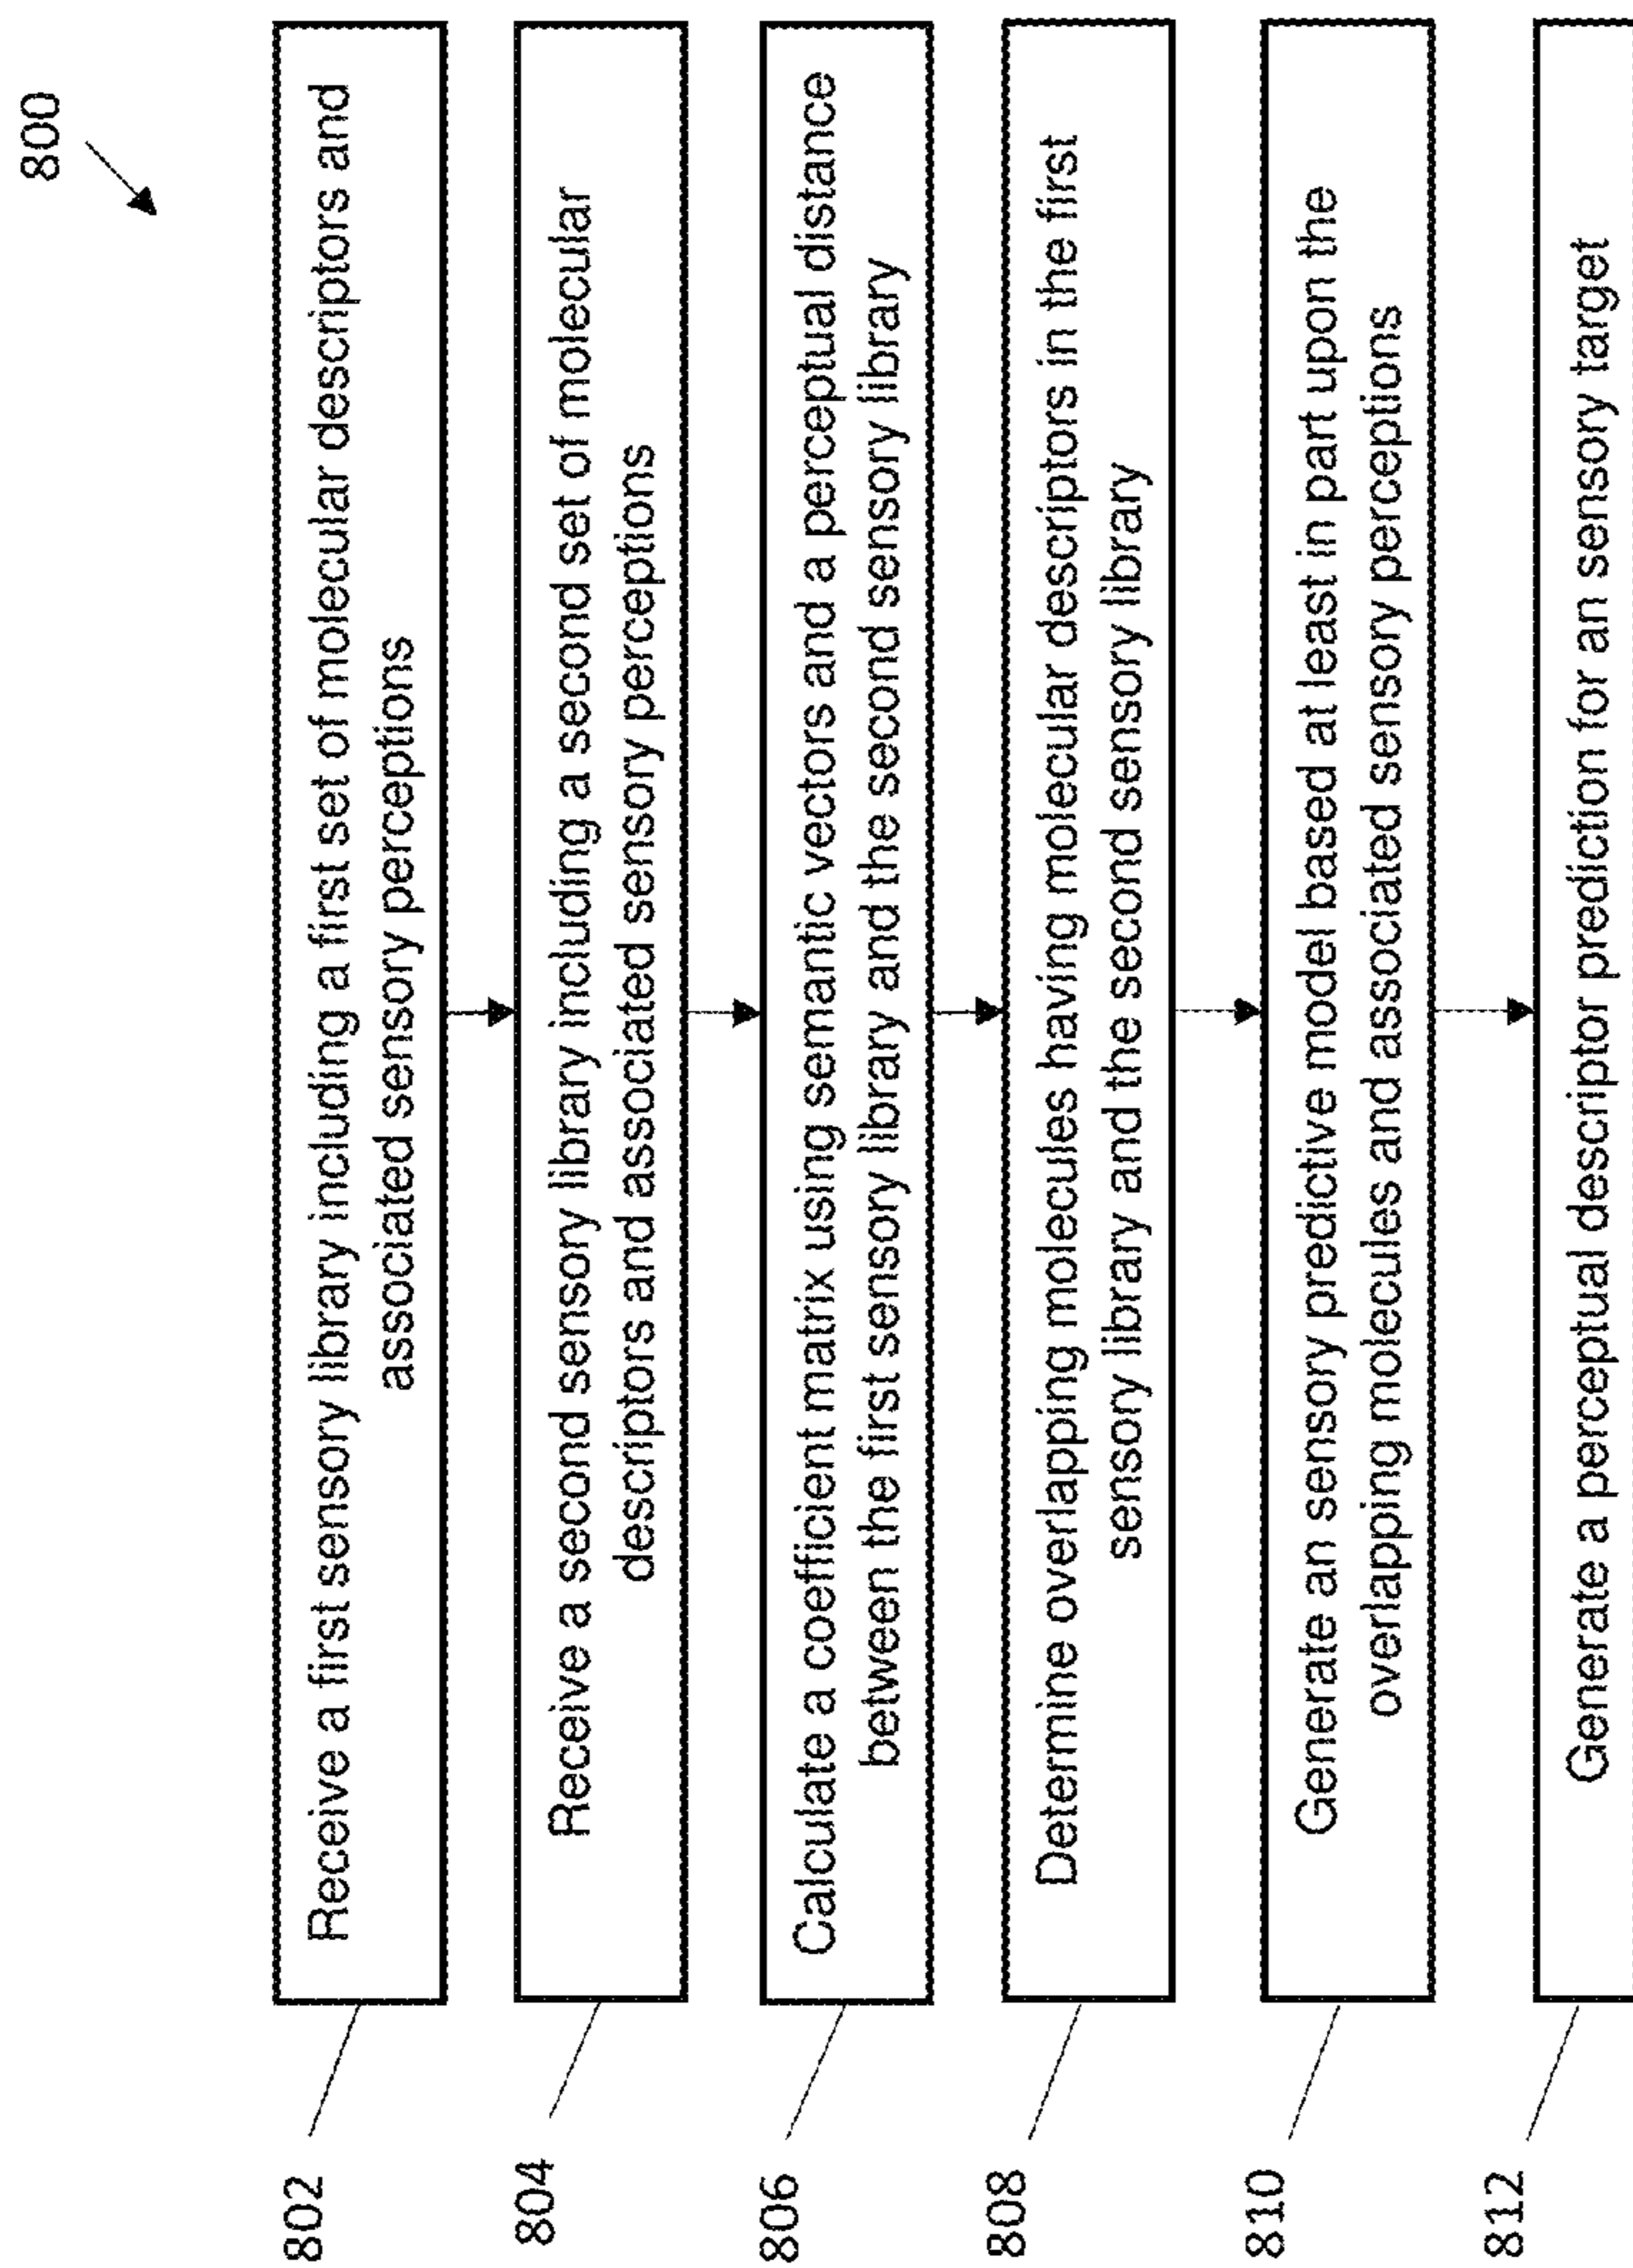 800
802
Receive a first sensory library including a first set of molecular descriptors and
associated sensory perceptions
804
Receive a second sensory library including a second set of molecular
descriptors and associated sensory perceptions
806
Calculate a coefficient matrix using semantic vectors and a perceptual distance
between the first sensory library and the second sensory library
808
Determine overlapping molecules having molecular descriptors in the first
sensory library and the second sensory library
810
Generate an sensory predictive model based at least in part upon the
overlapping molecules and associated sensory perceptions
812
Generate a perceptual descriptor prediction for an sensory target